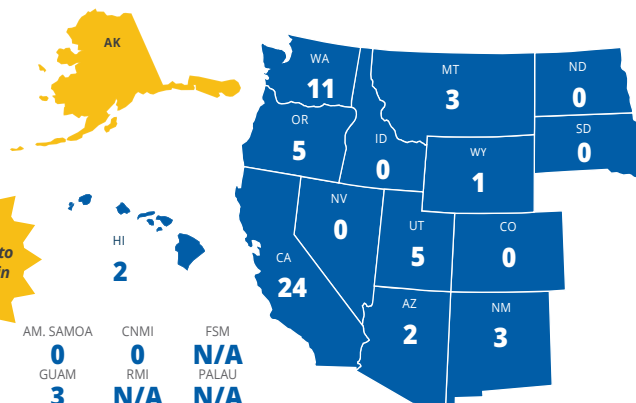 AK
WA
11
MT
3
ND
0
OR
5
ID
0
SD
0
WY
1
NV
0
UT
5
CO
0
HI
2
CA
24
AZ
2
NM
3
to
in
AM. SAMOA CNMI FSM
0 0 N/A
GUAM RMI PALAU
3 N/A N/A